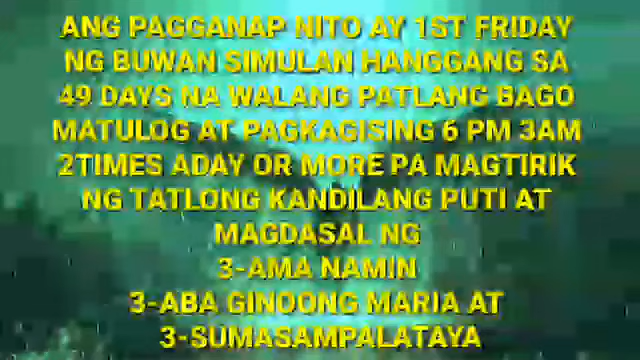 ANG PAGGANAP NITO AY 1ST FRIDAY
NG BUWAN SIMULAN HANGGANG SA
49 DAYS NA WALANG PATLANG BAGO
MATULOG AT PAGKAGISING 6 PM 3AM
2TIMES ADAY OR MORE PA MAGTIRIK
NG TATLONG KANDILANG PUTI AT
MAGDASAL NG
3-AMA NAMIN
3-ABA GINOONG MARIA AT
3-SUMASAMPALATAYA